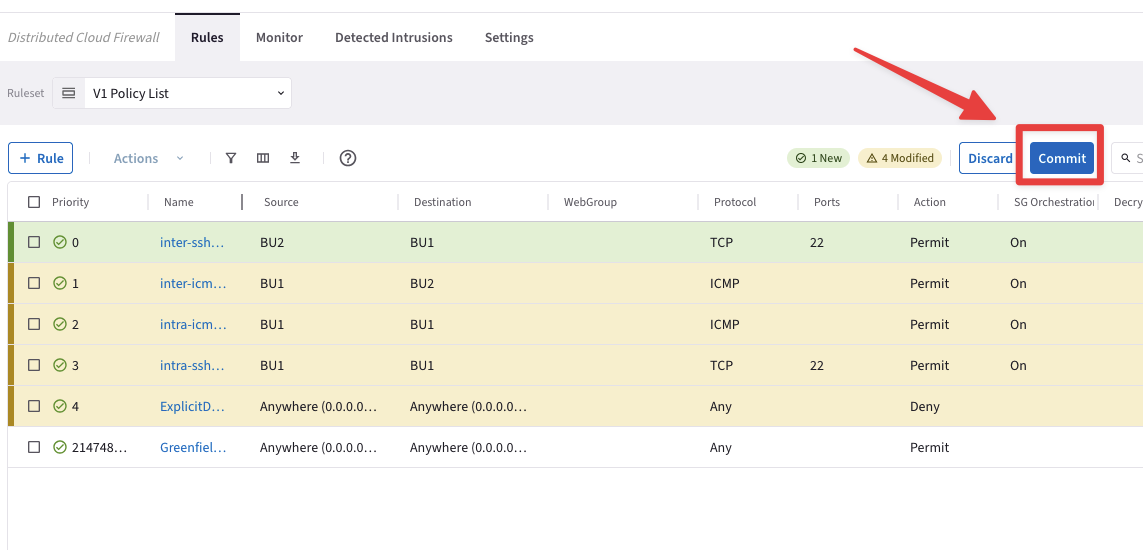 Distributed Cloud Firewall Rules Monitor Detected Intrusions Settings
Ruleset V1 Policy List
+ Rule Actions 1 New 4 Modified Discard Commit S
Priority Name Source Destination WebGroup Protocol Ports Action SG Orchestration Decry
0 inter-ssh... BU2 BU1 TCP 22 Permit On
1 inter-icm... BU1 BU2 ICMP Permit On
2 intra-icm... BU1 BU1 ICMP Permit On
3 intra-ssh... BU1 BU1 TCP 22 Permit On
4 ExplicitD... Anywhere (0.0.0.0... Anywhere (0.0.0.0... Any Deny
214748... Greenfiel... Anywhere (0.0.0.0... Anywhere (0.0.0.0... Any Permit